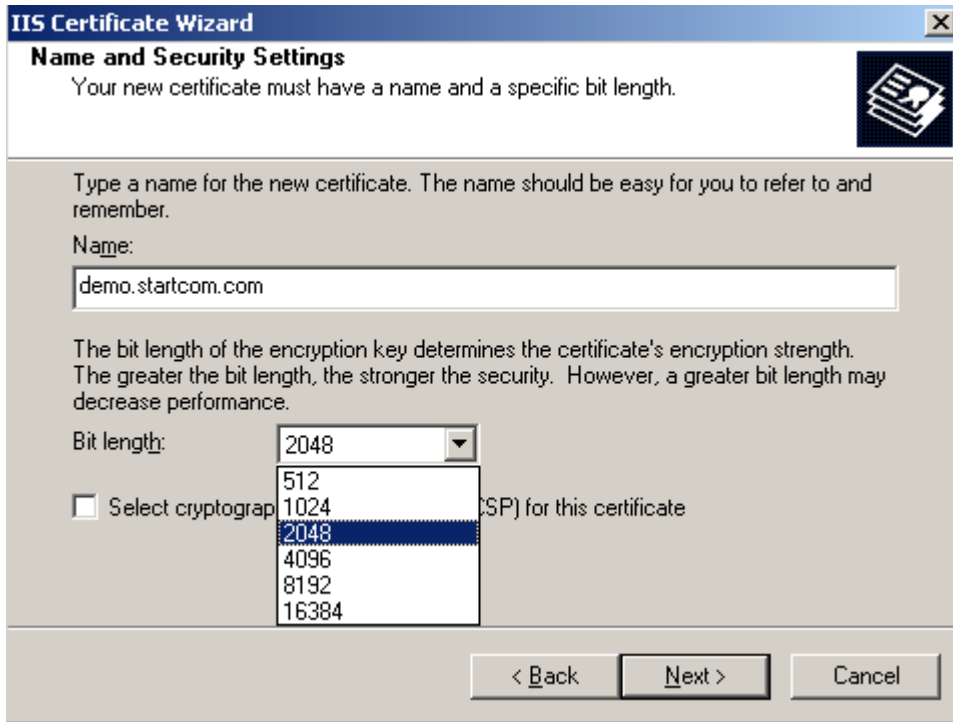 IIS Certificate Wizard
Name and Security Settings
Your new certificate must have a name and a specific bit length.
Type a name for the new certificate. The name should be easy for you to refer to and
remember.
Name:
demo.startcom.com
The bit length of the encryption key determines the certificate's encryption strength.
The greater the bit length, the stronger the security.  However, a greater bit length may
decrease performance.
Bit length:
2048
512
Select cryptograp 1024 CSP) for this certificate
2048
4096
8192
16384
< Back
Next >
Cancel